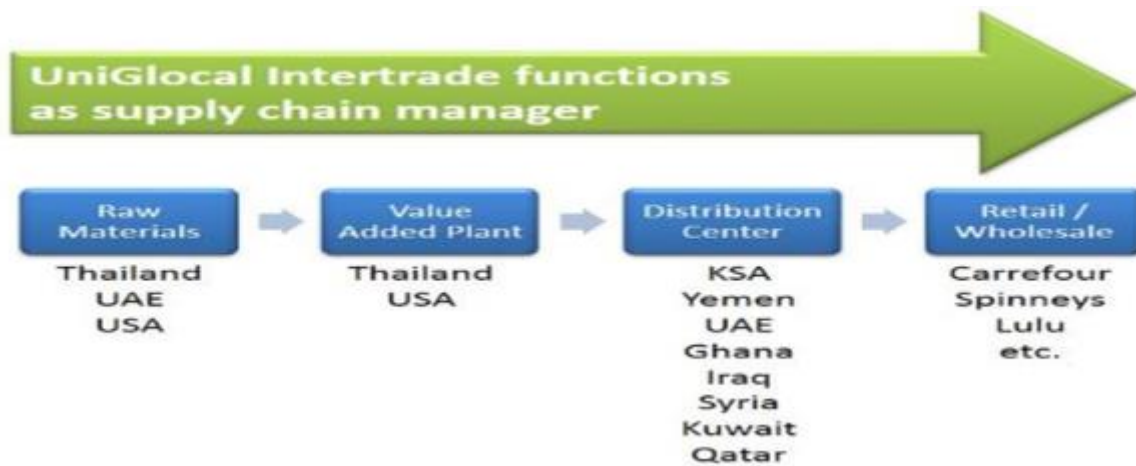 UniGlocal Intertrade functions
as supply chain manager
Raw
Materials
Thailand
UAE
USA
Value
Added Plant
Thailand
USA
Distribution
Center
KSA
Yemen
UAE
Ghana
Iraq
Syria
Kuwait
Qatar
Retail /
Wholesale
Carrefour
Spinneys
Lulu
etc.